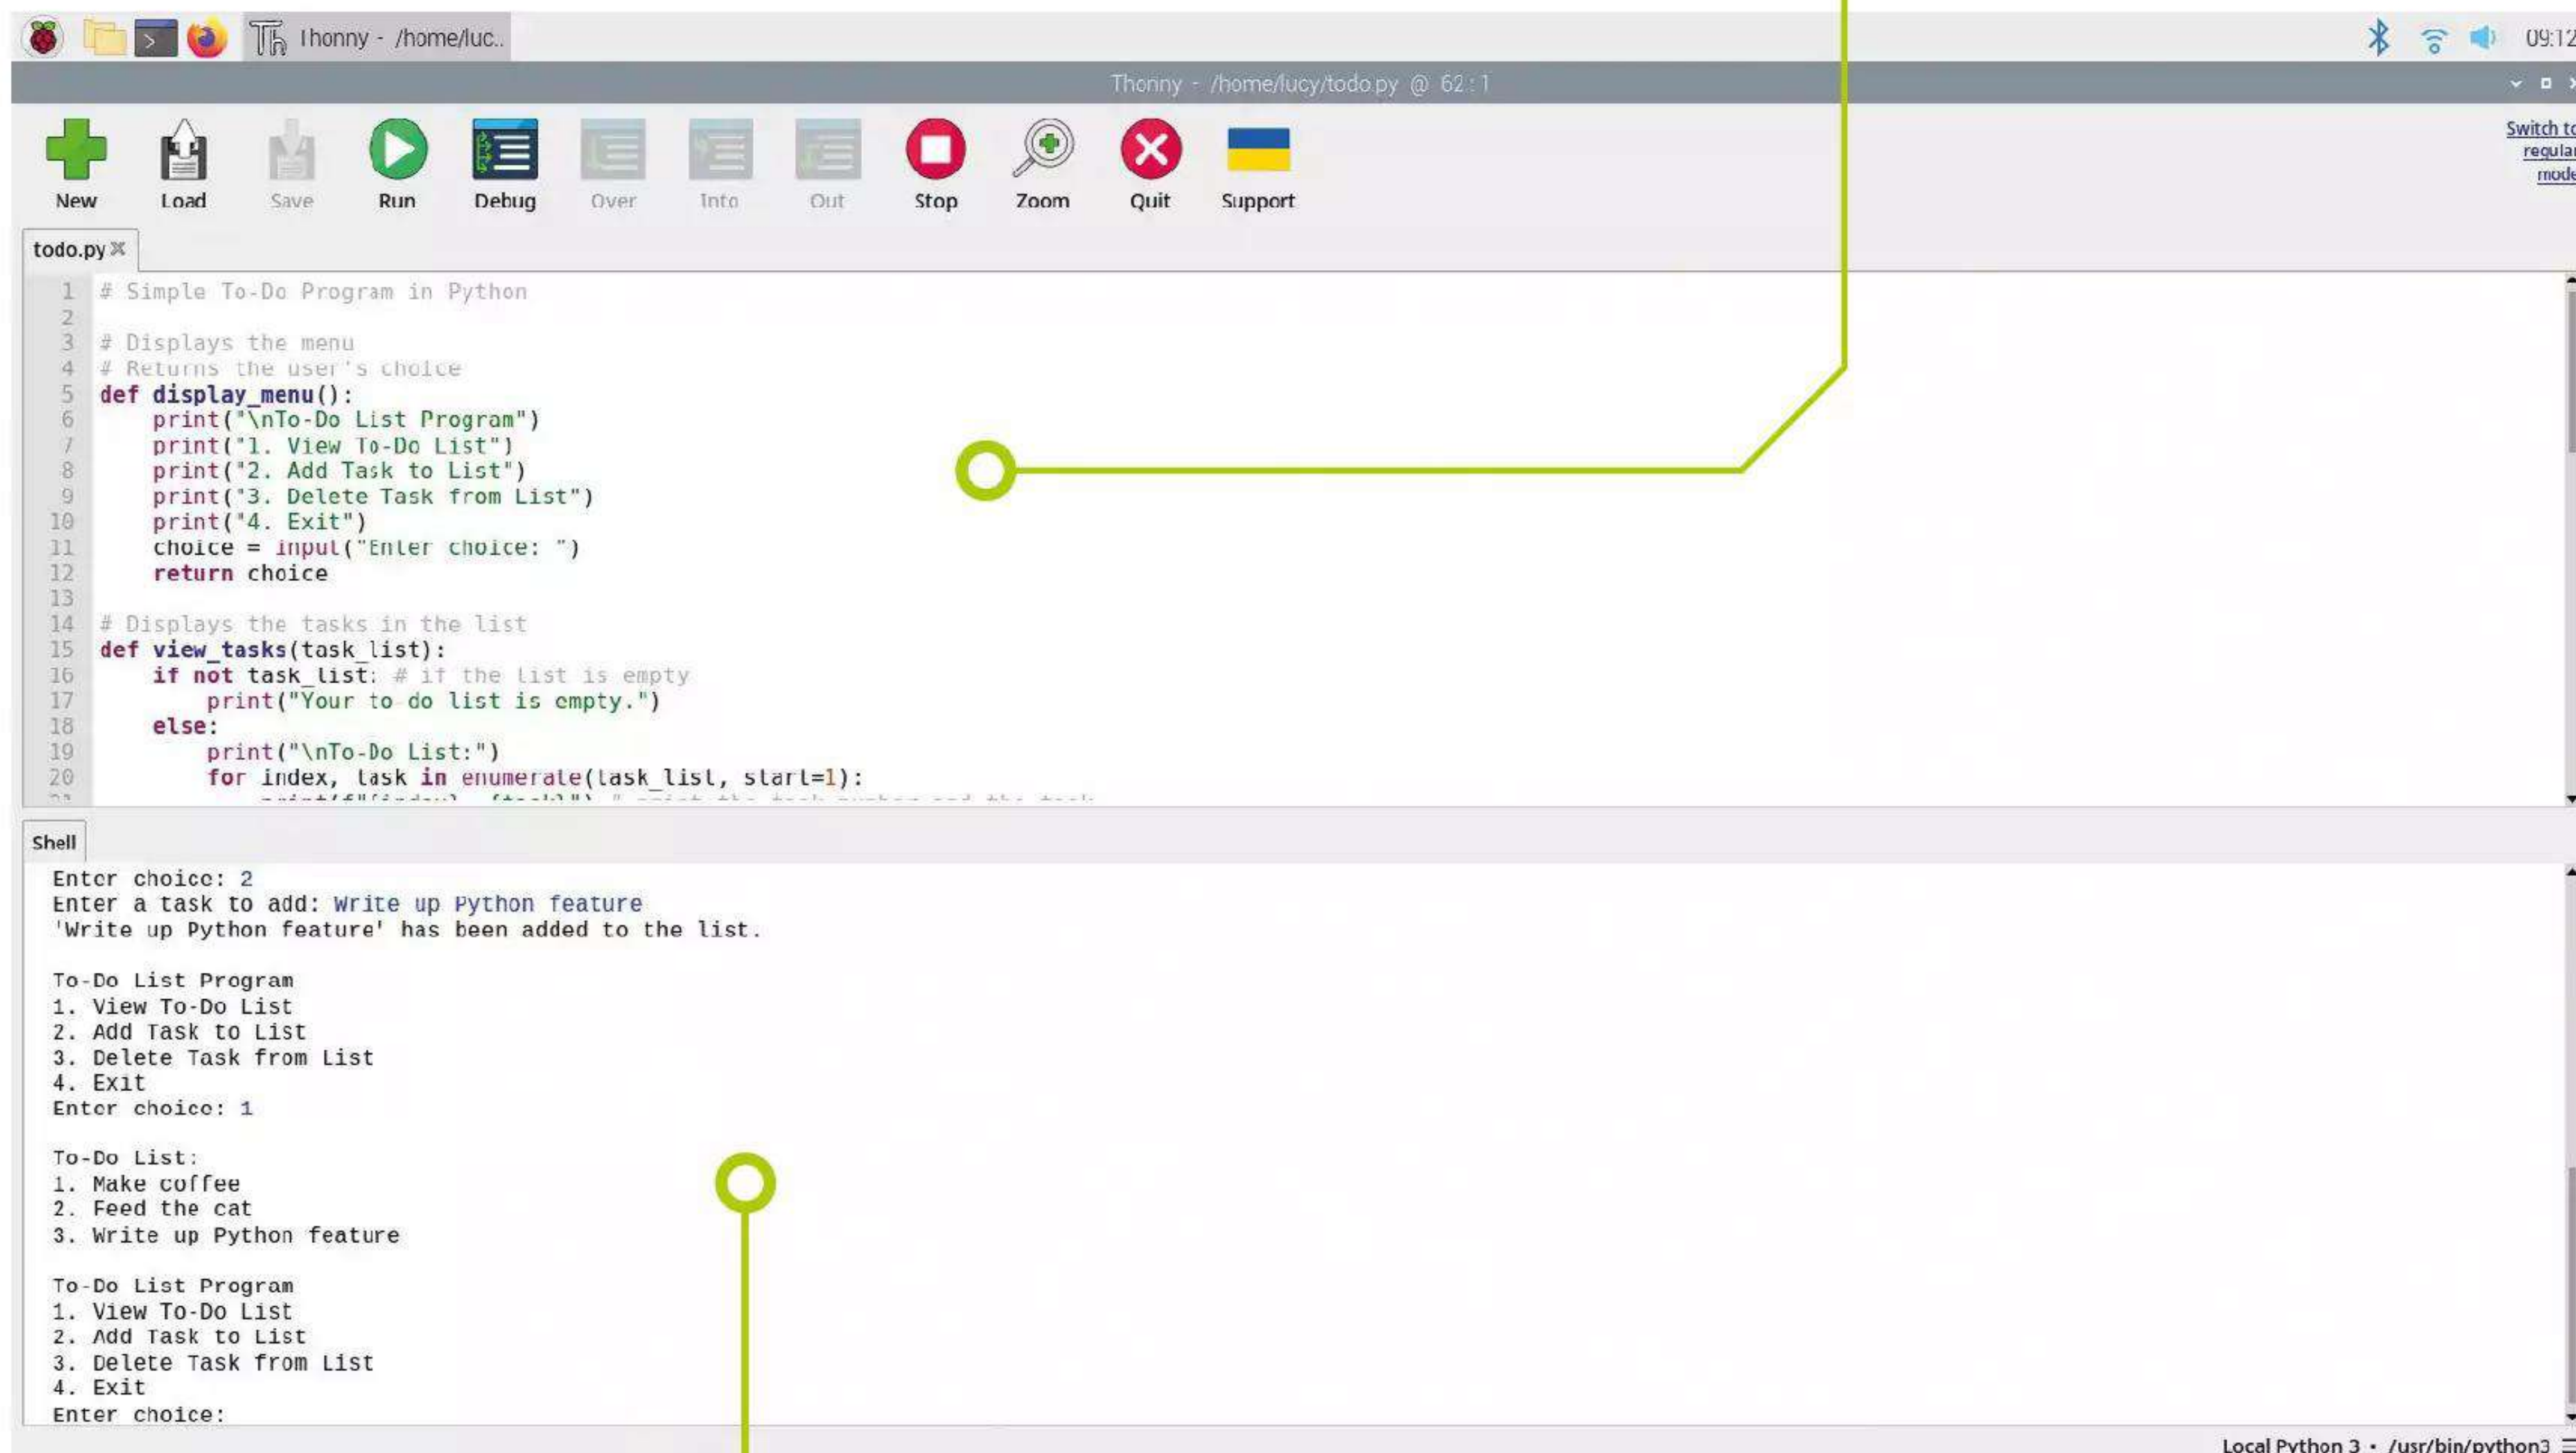 Thonny - /home/luc..
09:12
Thonny - /home/lucy/todo.py @ 62 : 1
New Load Save Run Debug Over Into Out Stop Zoom Quit Support
Switch to
regular
mode
todo.py
1 # Simple To-Do Program in Python
2
3 # Displays the menu
4 # Returns the user's choice
5 def display_menu():
6     print("\nTo-Do List Program")
7     print("1. View To-Do List")
8     print("2. Add Task to List")
9     print("3. Delete Task from List")
10     print("4. Exit")
11     choice = input("Enter choice: ")
12     return choice
13
14 # Displays the tasks in the list
15 def view_tasks(task_list):
16     if not task_list: # if the list is empty
17         print("Your to-do list is empty.")
18     else:
19         print("\nTo-Do List:")
20         for index, task in enumerate(task_list, start=1):
Shell
Enter choice: 2
Enter a task to add: Write up Python feature
'Write up Python feature' has been added to the list.
To-Do List Program
1. View To-Do List
2. Add Task to List
3. Delete Task from List
4. Exit
Enter choice: 1
To-Do List:
1. Make coffee
2. Feed the cat
3. Write up Python feature
To-Do List Program
1. View To-Do List
2. Add Task to List
3. Delete Task from List
4. Exit
Enter choice:
Local Python 3 • /usr/bin/python3